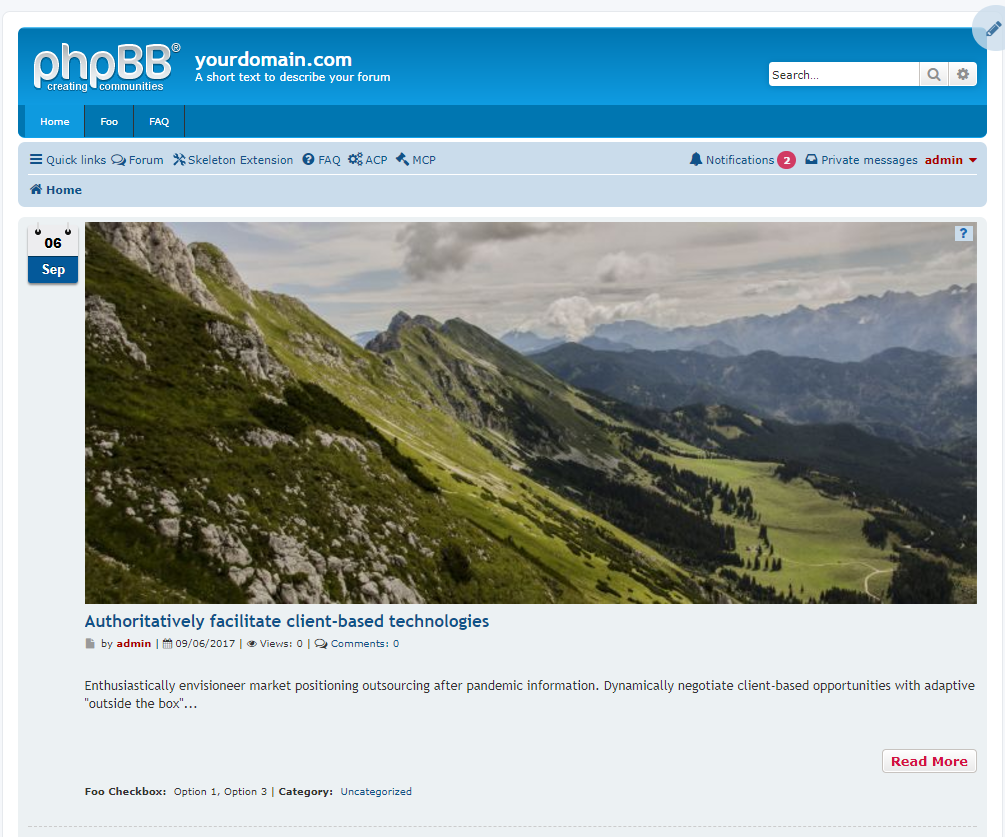 phpBB®
creating communities
yourdomain.com
A short text to describe your forum
Search...
Home Foo FAQ
Quick links Forum Skeleton Extension FAQ ACP MCP Notifications 2 Private messages admin
Home
06
Sep
?
Authoritatively facilitate client-based technologies
by admin | 09/06/2017 | Views: 0 | Comments: 0
Enthusiastically envisioneer market positioning outsourcing after pandemic information. Dynamically negotiate client-based opportunities with adaptive
"outside the box"...
Read More
Foo Checkbox: Option 1, Option 3 | Category: Uncategorized